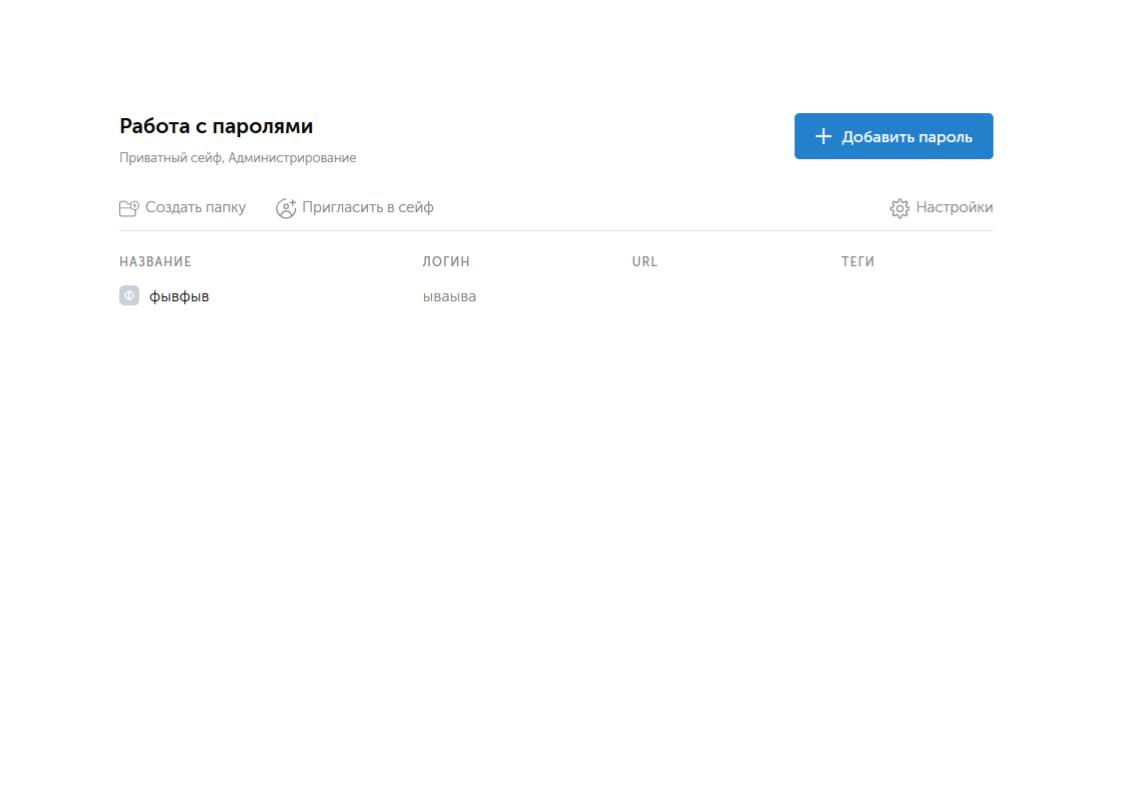 Работа с паролями
Добавить пароль
Приватный сейф, Администрирование
Создать папку Пригласить в сейф Настройки
НАЗВАНИЕ ЛОГИН URL ТЕГИ
Ф фывфыв ываыва